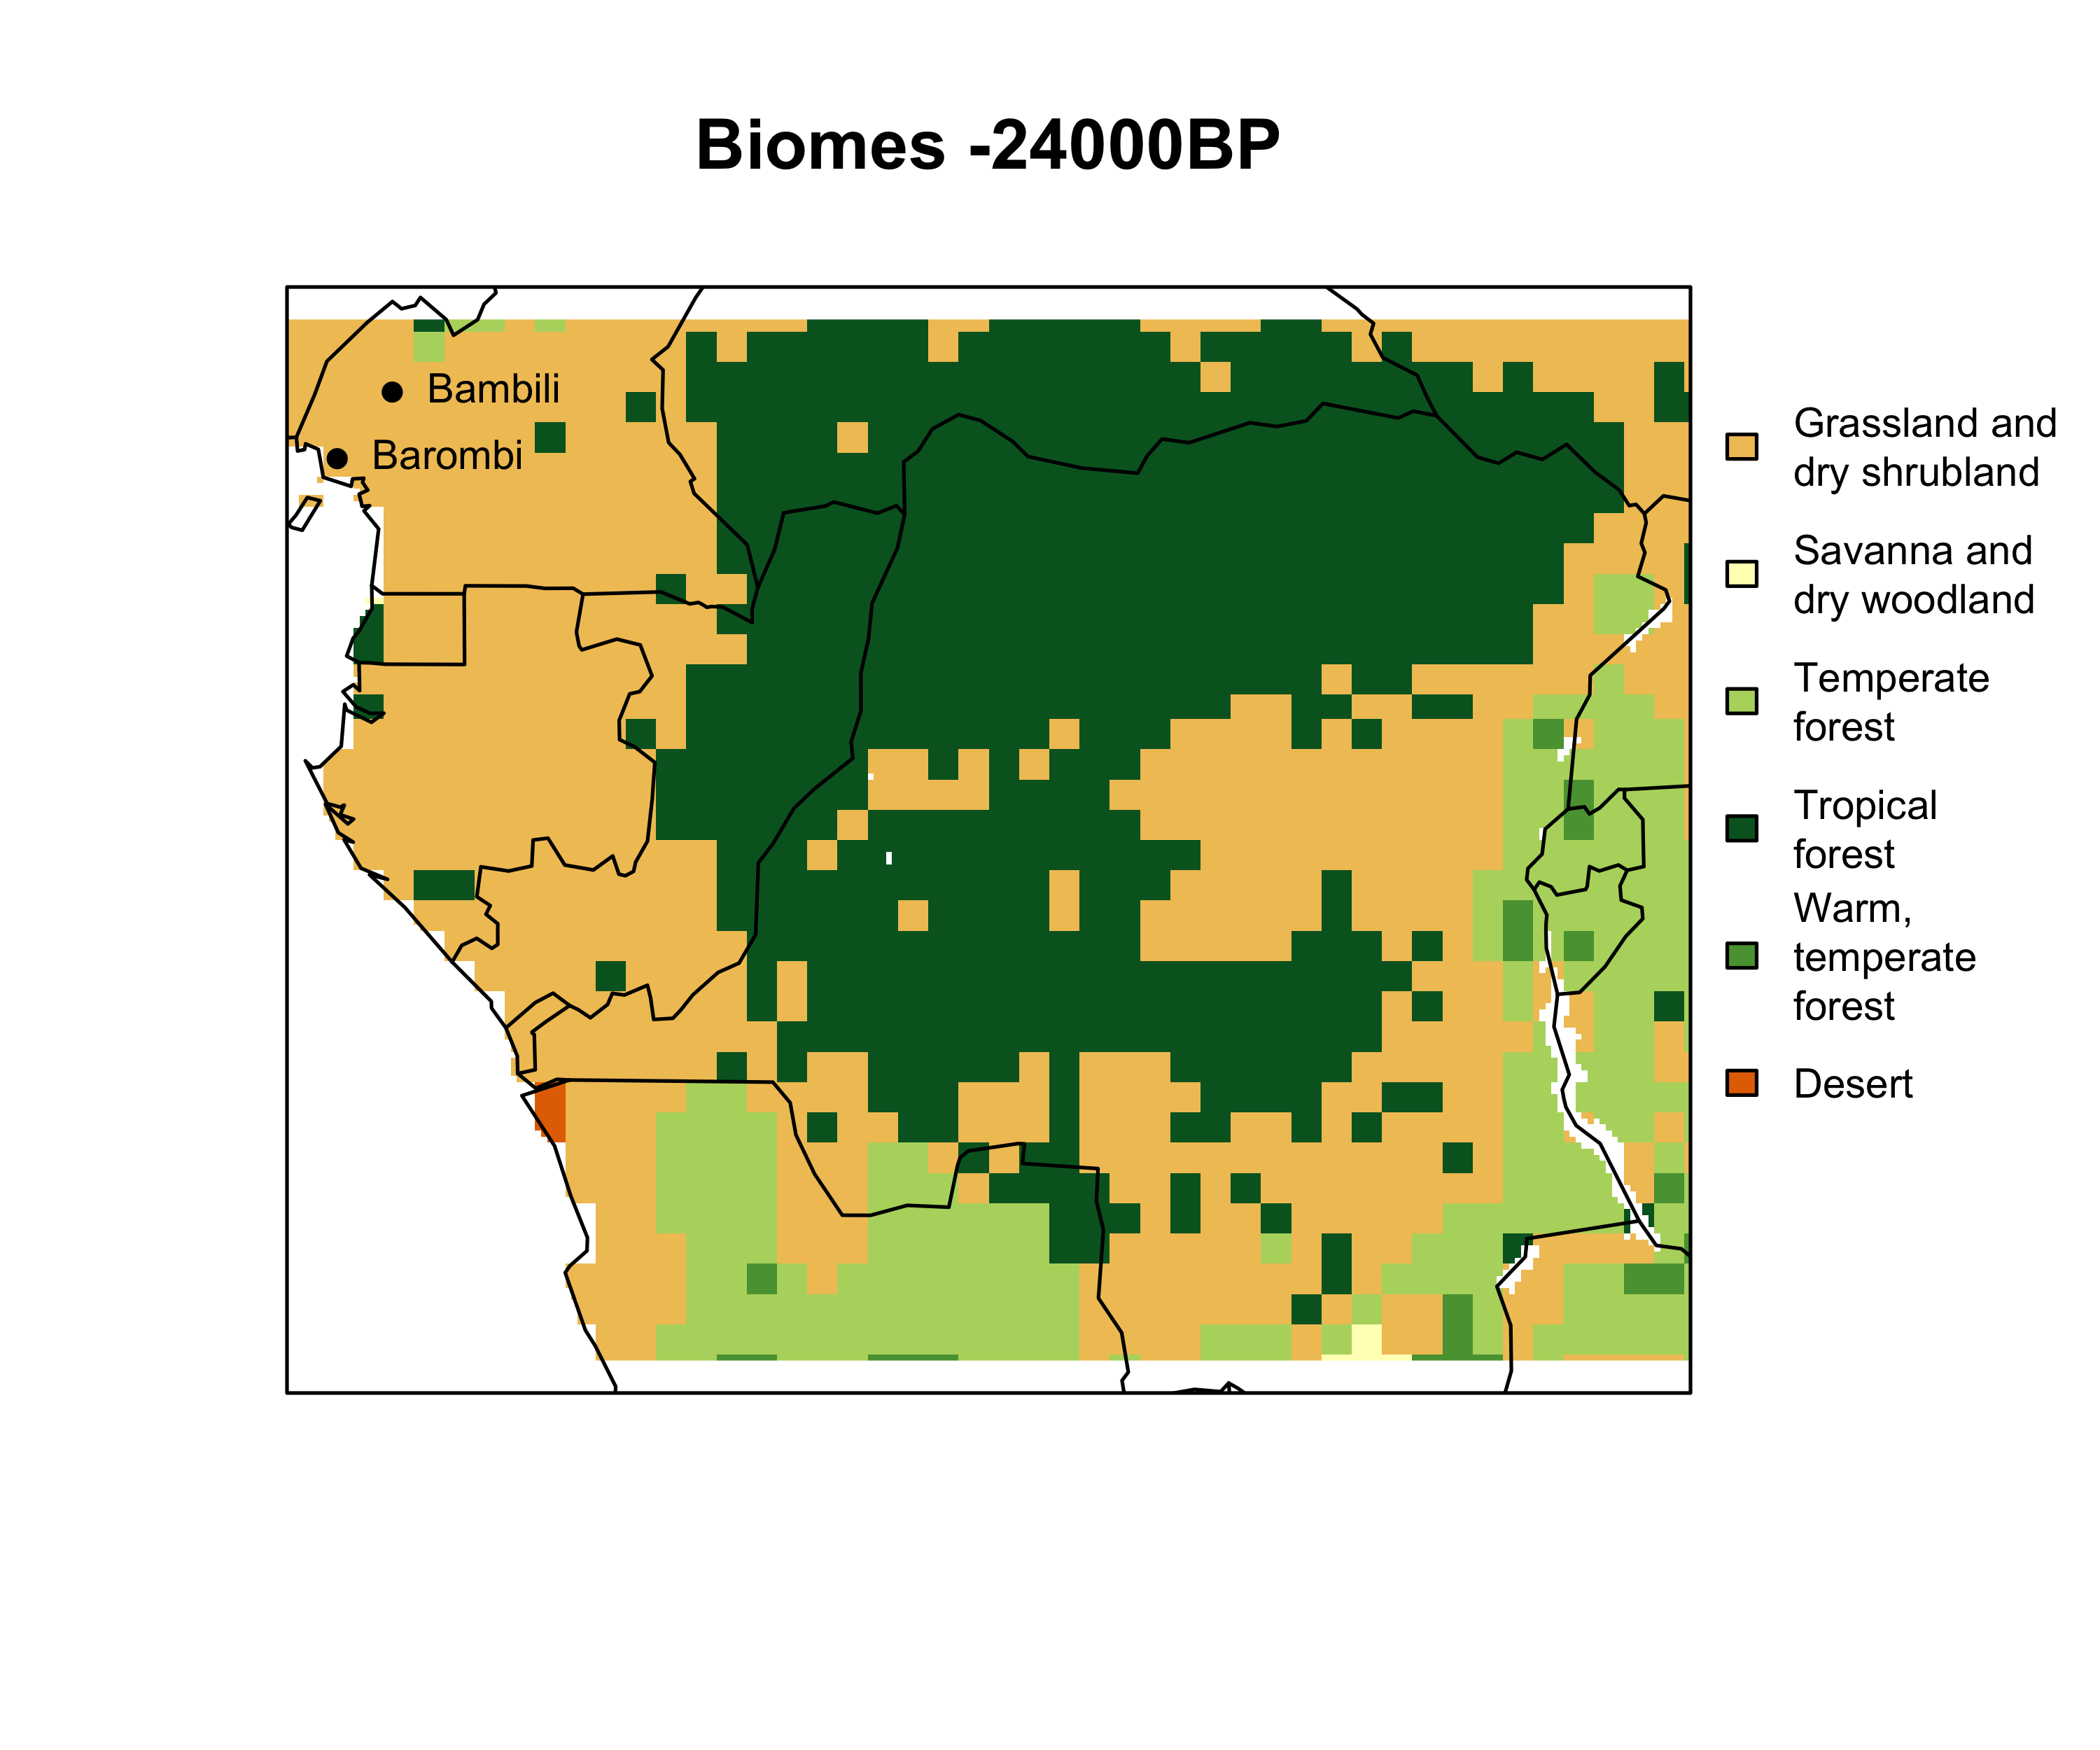 Biomes -24000BP
Bambili
Barombi
Grassland and
dry shrubland
Savanna and
dry woodland
Temperate
forest
Tropical
forest
Warm,
temperate
forest
Desert